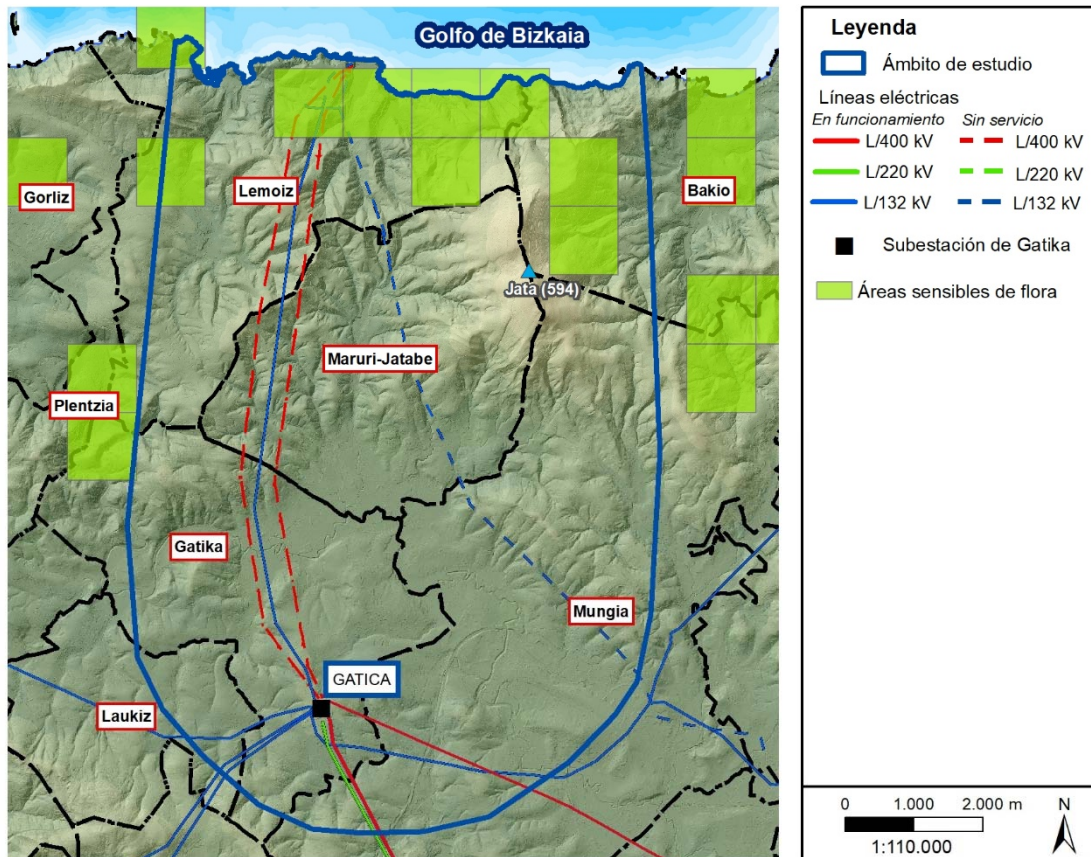 Golfo de Bizkaia
Gorliz
Lemoiz
Bakio
Jata (594)
Maruri-Jatabe
Plentzia
Gatika
Mungia
GATICA
Laukiz
Leyenda
Ámbito de estudio
Líneas eléctricas
En funcionamiento Sin servicio
L/400 kV L/400 kV
L/220 kV L/220 kV
L/132 kV L/132 kV
Subestación de Gatika
Áreas sensibles de flora
0 1.000 2.000 m
N
1:110.000